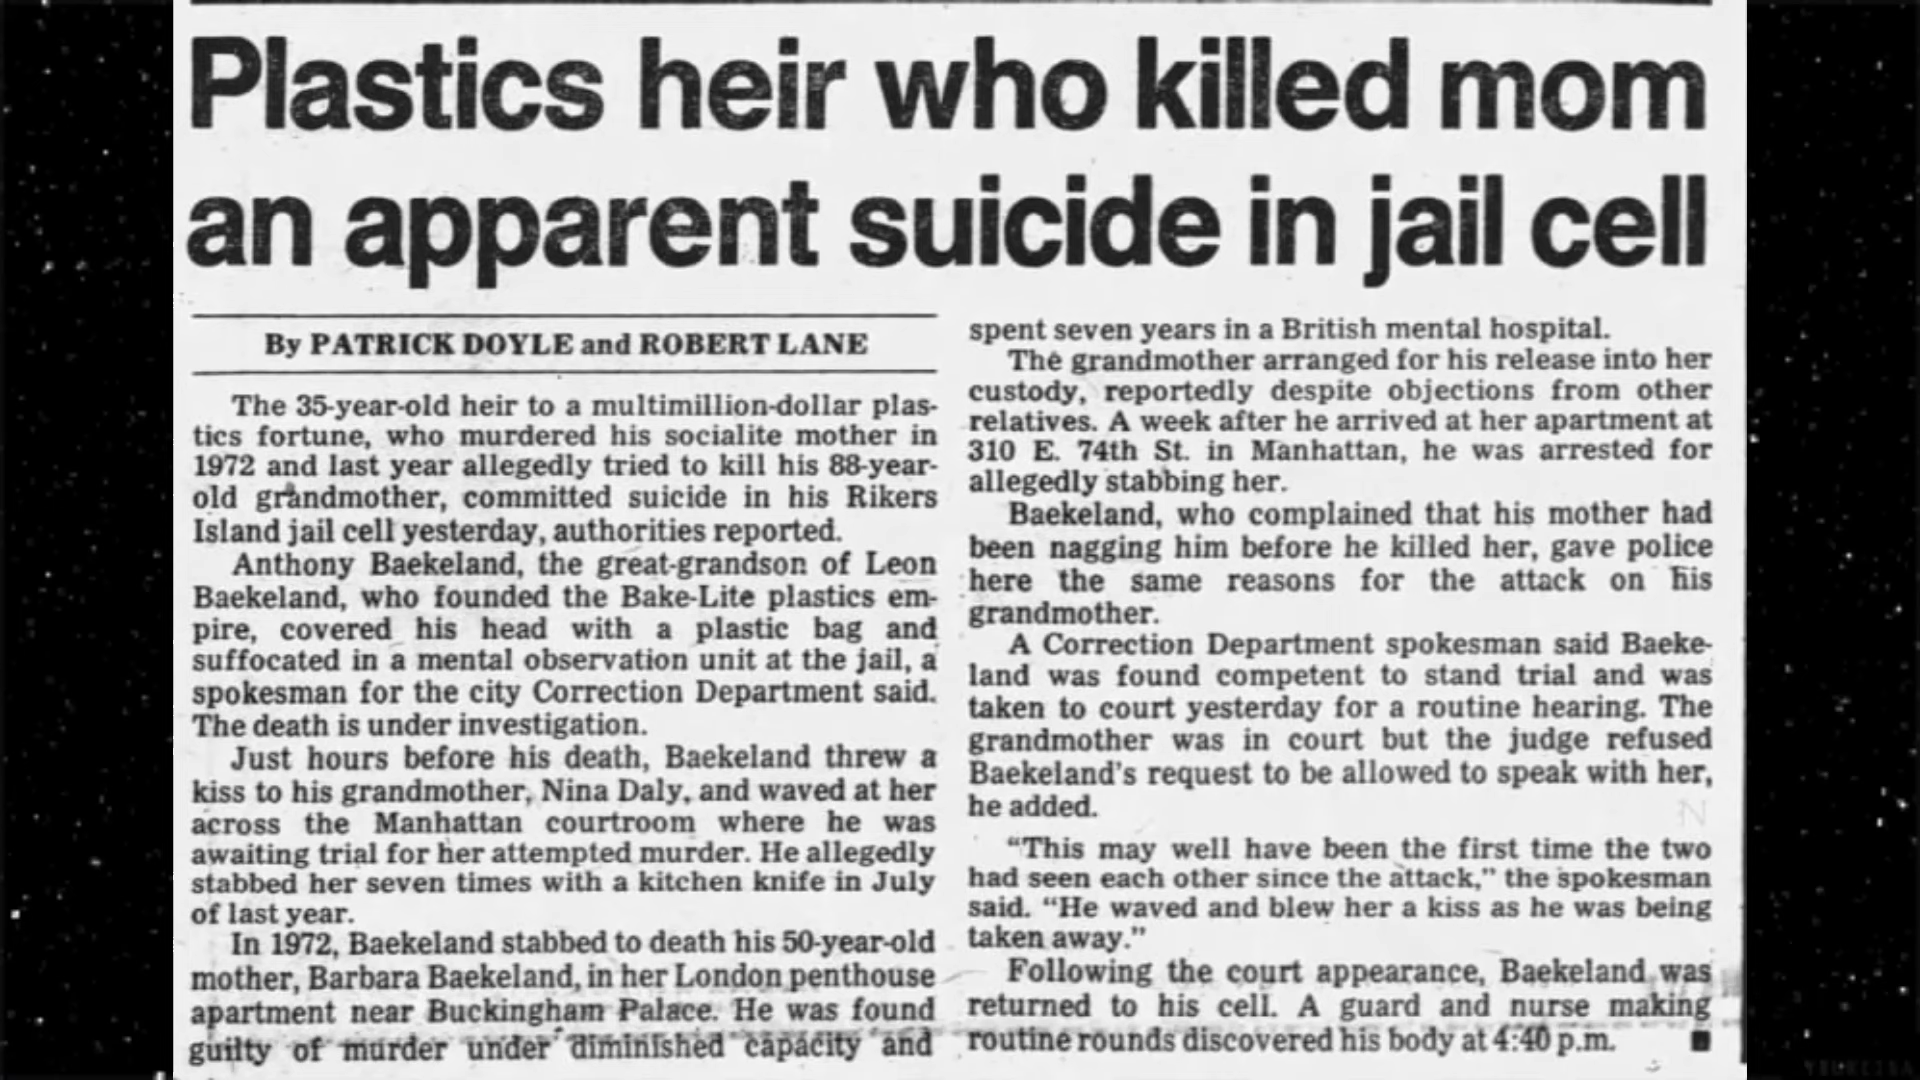 Plastics heir who killed mom
an apparent suicide in jail cell
By PATRICK DOYLE and ROBERT LANE
The 35-year-old heir to a multimillion-dollar plas-
tics fortune, who murdered his socialite mother in
1972 and last year allegedly tried to kill his 88-year-
old grandmother, committed suicide in his Rikers
Island jail cell yesterday, authorities reported.
Anthony Baekeland, the great-grandson of Leon
Baekeland, who founded the Bake-Lite plastics em-
pire, covered his head with a plastic bag and
suffocated in a mental observation unit at the jail, a
spokesman for the city Correction Department said.
The death is under investigation.
Just hours before his death, Baekeland threw a
kiss to his grandmother, Nina Daly, and waved at her
across the Manhattan courtroom where he was
awaiting trial for her attempted murder. He allegedly
stabbed her seven times with a kitchen knife in July
of last year.
In 1972, Baekeland stabbed to death his 50-year-old
mother, Barbara Baekeland, in her London penthouse
apartment near Buckingham Palace. He was found
guilty of murder under diminished capacity and
spent seven years in a British mental hospital.
The grandmother arranged for his release into her
custody, reportedly despite objections from other
relatives. A week after he arrived at her apartment at
310 E. 74th St. in Manhattan, he was arrested for
allegedly stabbing her.
Baekeland, who complained that his mother had
been nagging him before he killed her, gave police
here the same reasons for the attack on his
grandmother.
A Correction Department spokesman said Baeke-
land was found competent to stand trial and was
taken to court yesterday for a routine hearing. The
grandmother was in court but the judge refused
Baekeland's request to be allowed to speak with her,
he added.
"This may well have been the first time the two
had seen each other since the attack," the spokesman
said. "He waved and blew her a kiss as he was being
taken away."
Following the court appearance, Baekeland was
returned to his cell. A guard and nurse making
routine rounds discovered his body at 4:40 p.m.